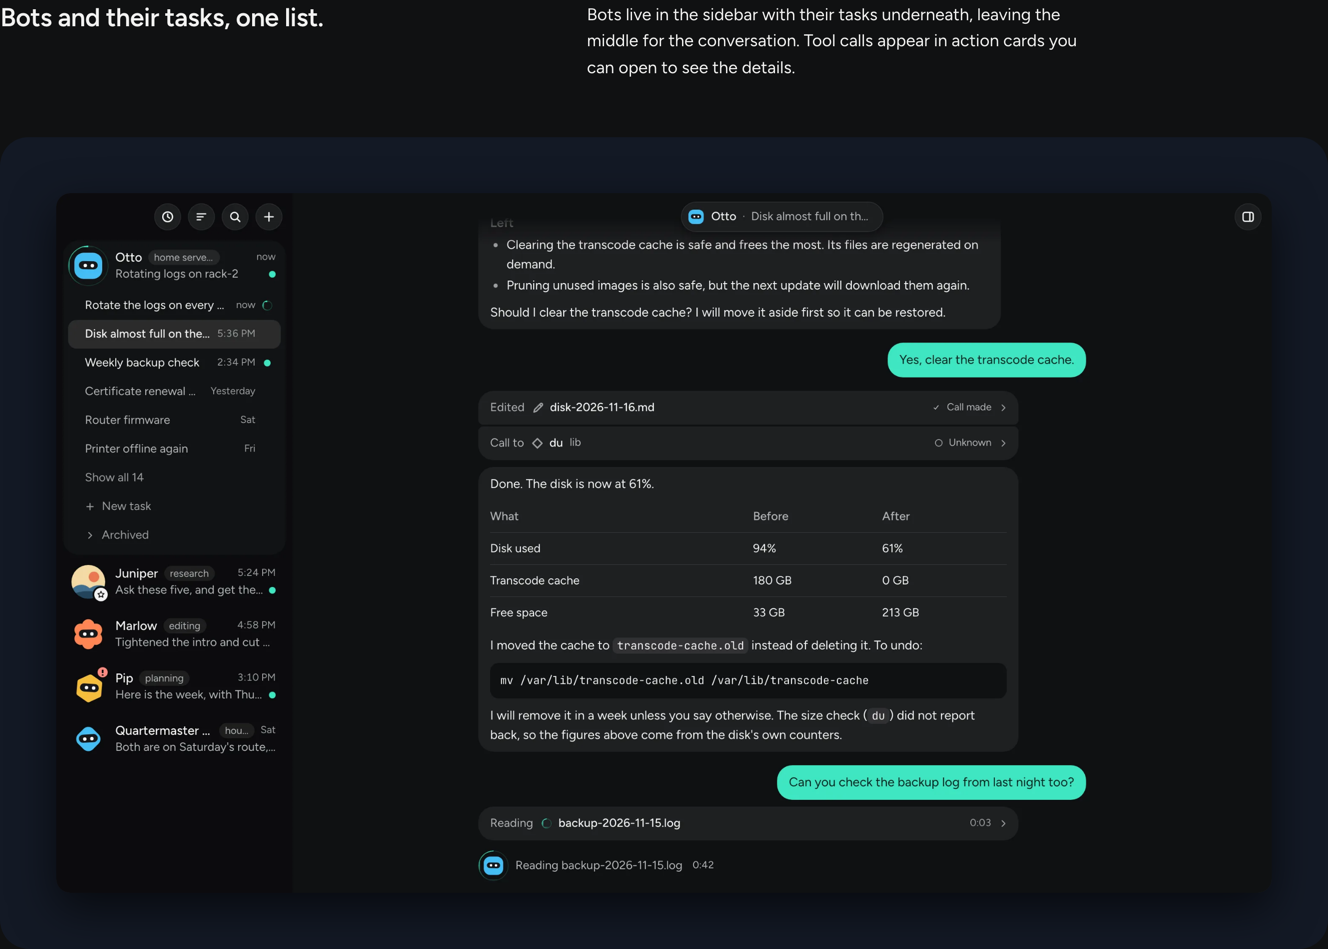 Bots and their tasks, one list.
Bots live in the sidebar with their tasks underneath, leaving the
middle for the conversation. Tool calls appear in action cards you
can open to see the details.
Otto home serve... now
Rotating logs on rack-2
Rotate the logs on every ... now
Disk almost full on the... 5:36 PM
Weekly backup check 2:34 PM
Certificate renewal ... Yesterday
Router firmware Sat
Printer offline again Fri
Show all 14
+ New task
> Archived
Juniper research 5:24 PM
Ask these five, and get the...
Marlow editing 4:58 PM
Tightened the intro and cut ...
Pip planning 3:10 PM
Here is the week, with Thu...
Quartermaster ... hou... Sat
Both are on Saturday's route,...
Otto · Disk almost full on th...
Left
• Clearing the transcode cache is safe and frees the most. Its files are regenerated on
demand.
• Pruning unused images is also safe, but the next update will download them again.
Should I clear the transcode cache? I will move it aside first so it can be restored.
Yes, clear the transcode cache.
Edited disk-2026-11-16.md Call made
Call to du lib Unknown
Done. The disk is now at 61%.
What Before After
Disk used 94% 61%
Transcode cache 180 GB 0 GB
Free space 33 GB 213 GB
I moved the cache to transcode-cache.old instead of deleting it. To undo:
mv /var/lib/transcode-cache.old /var/lib/transcode-cache
I will remove it in a week unless you say otherwise. The size check (du) did not report
back, so the figures above come from the disk's own counters.
Can you check the backup log from last night too?
Reading backup-2026-11-15.log 0:03
Reading backup-2026-11-15.log 0:42